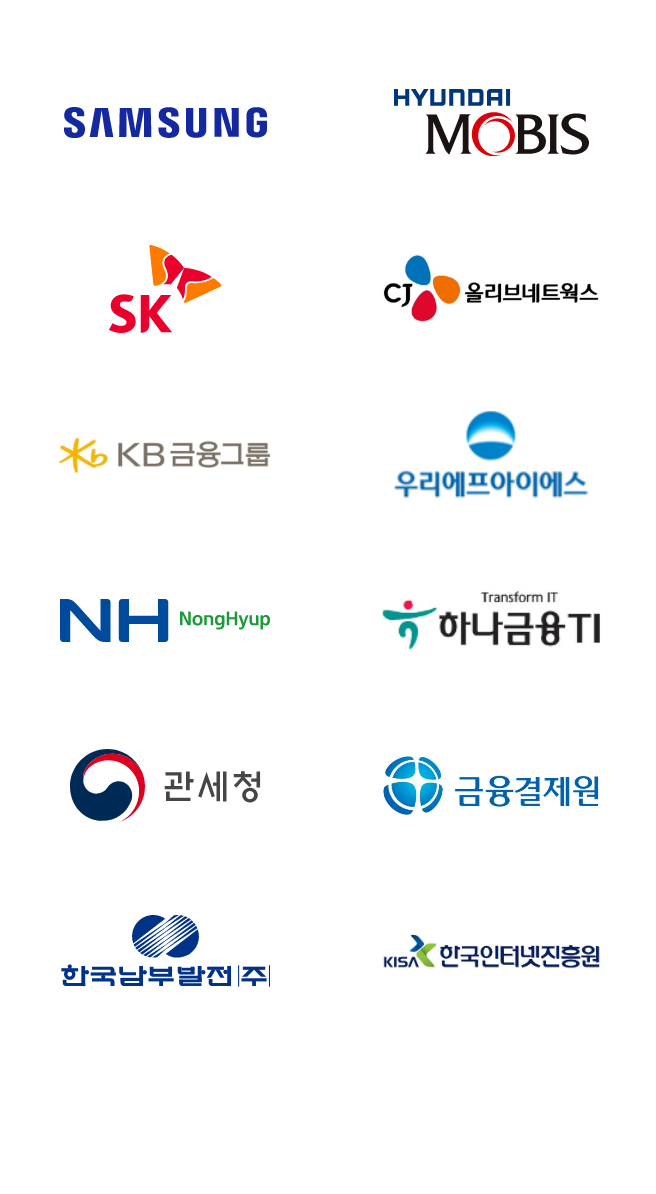 SAMSUNG
HYUNDAI
MOBIS
SK
CJ 올리브네트웍스
KB 금융그룹
우리에프아이에스
NH NongHyup
Transform IT
하나금융TI
관세청
금융결제원
한국남부발전(주)
KISA 한국인터넷진흥원